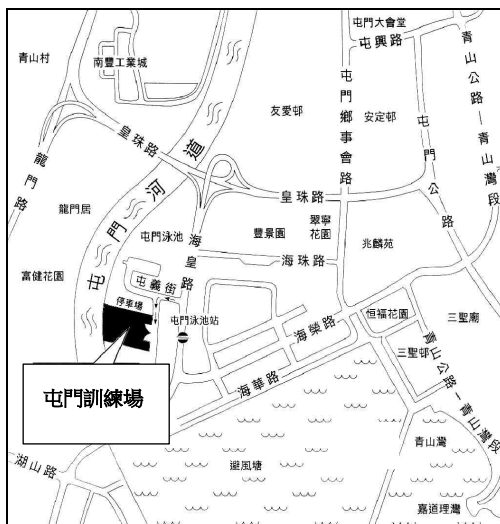 屯門大會堂
屯興路
青山公路－青山灣段
青山村
南豐工業城
友愛邨
屯門鄉事會路
安定邨
屯門公路
皇珠路
龍門路
屯門河道
皇珠路
龍門居
屯門泳池
海皇路
豐景園
翠寧
花園
兆麟苑
海珠路
富健花園
屯義街
停車場
屯門泳池站
海榮路
恒福花園
三聖廟
三聖邨
青山公路－青山灣段
屯門訓練場
海華路
湖山路
避風塘
青山灣
嘉道理灣